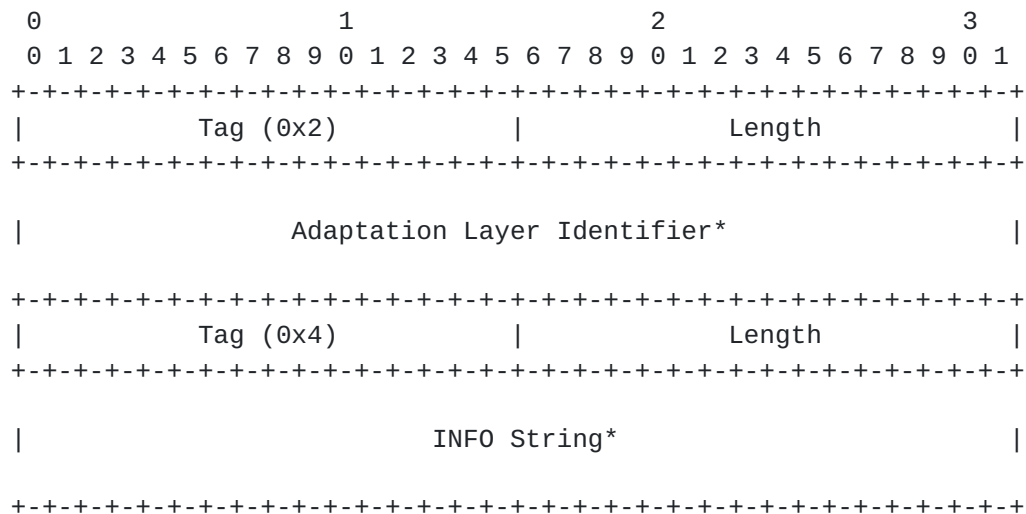 0                   1                   2                   3
 0 1 2 3 4 5 6 7 8 9 0 1 2 3 4 5 6 7 8 9 0 1 2 3 4 5 6 7 8 9 0 1
+-+-+-+-+-+-+-+-+-+-+-+-+-+-+-+-+-+-+-+-+-+-+-+-+-+-+-+-+-+-+-+-+
|           Tag (0x2)           |             Length            |
+-+-+-+-+-+-+-+-+-+-+-+-+-+-+-+-+-+-+-+-+-+-+-+-+-+-+-+-+-+-+-+-+
|                 Adaptation Layer Identifier*                  |
+-+-+-+-+-+-+-+-+-+-+-+-+-+-+-+-+-+-+-+-+-+-+-+-+-+-+-+-+-+-+-+-+
|           Tag (0x4)           |             Length            |
+-+-+-+-+-+-+-+-+-+-+-+-+-+-+-+-+-+-+-+-+-+-+-+-+-+-+-+-+-+-+-+-+
|                          INFO String*                         |
+-+-+-+-+-+-+-+-+-+-+-+-+-+-+-+-+-+-+-+-+-+-+-+-+-+-+-+-+-+-+-+-+